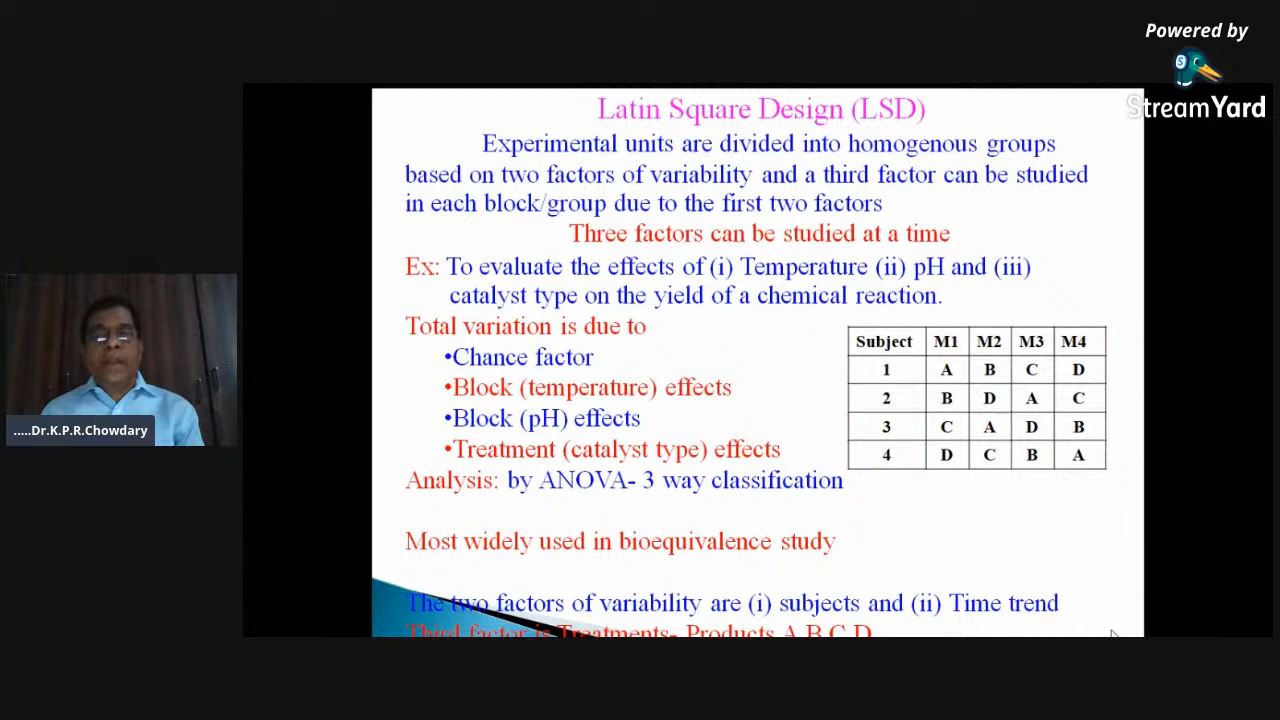 Powered by
StreamYard
Latin Square Design (LSD)
Experimental units are divided into homogenous groups
based on two factors of variability and a third factor can be studied
in each block/group due to the first two factors
Three factors can be studied at a time
Ex: To evaluate the effects of (i) Temperature (ii) pH and (iii)
catalyst type on the yield of a chemical reaction.
Total variation is due to
•Chance factor
•Block (temperature) effects
•Block (pH) effects
•Treatment (catalyst type) effects
Analysis: by ANOVA- 3 way classification
Subject M1 M2 M3 M4
1 A B C D
2 B D A C
3 C A D B
4 D C B A
Most widely used in bioequivalence study
The two factors of variability are (i) subjects and (ii) Time trend
Third factor is Treatments- Products A,B,C,D
.....Dr.K.P.R.Chowdary